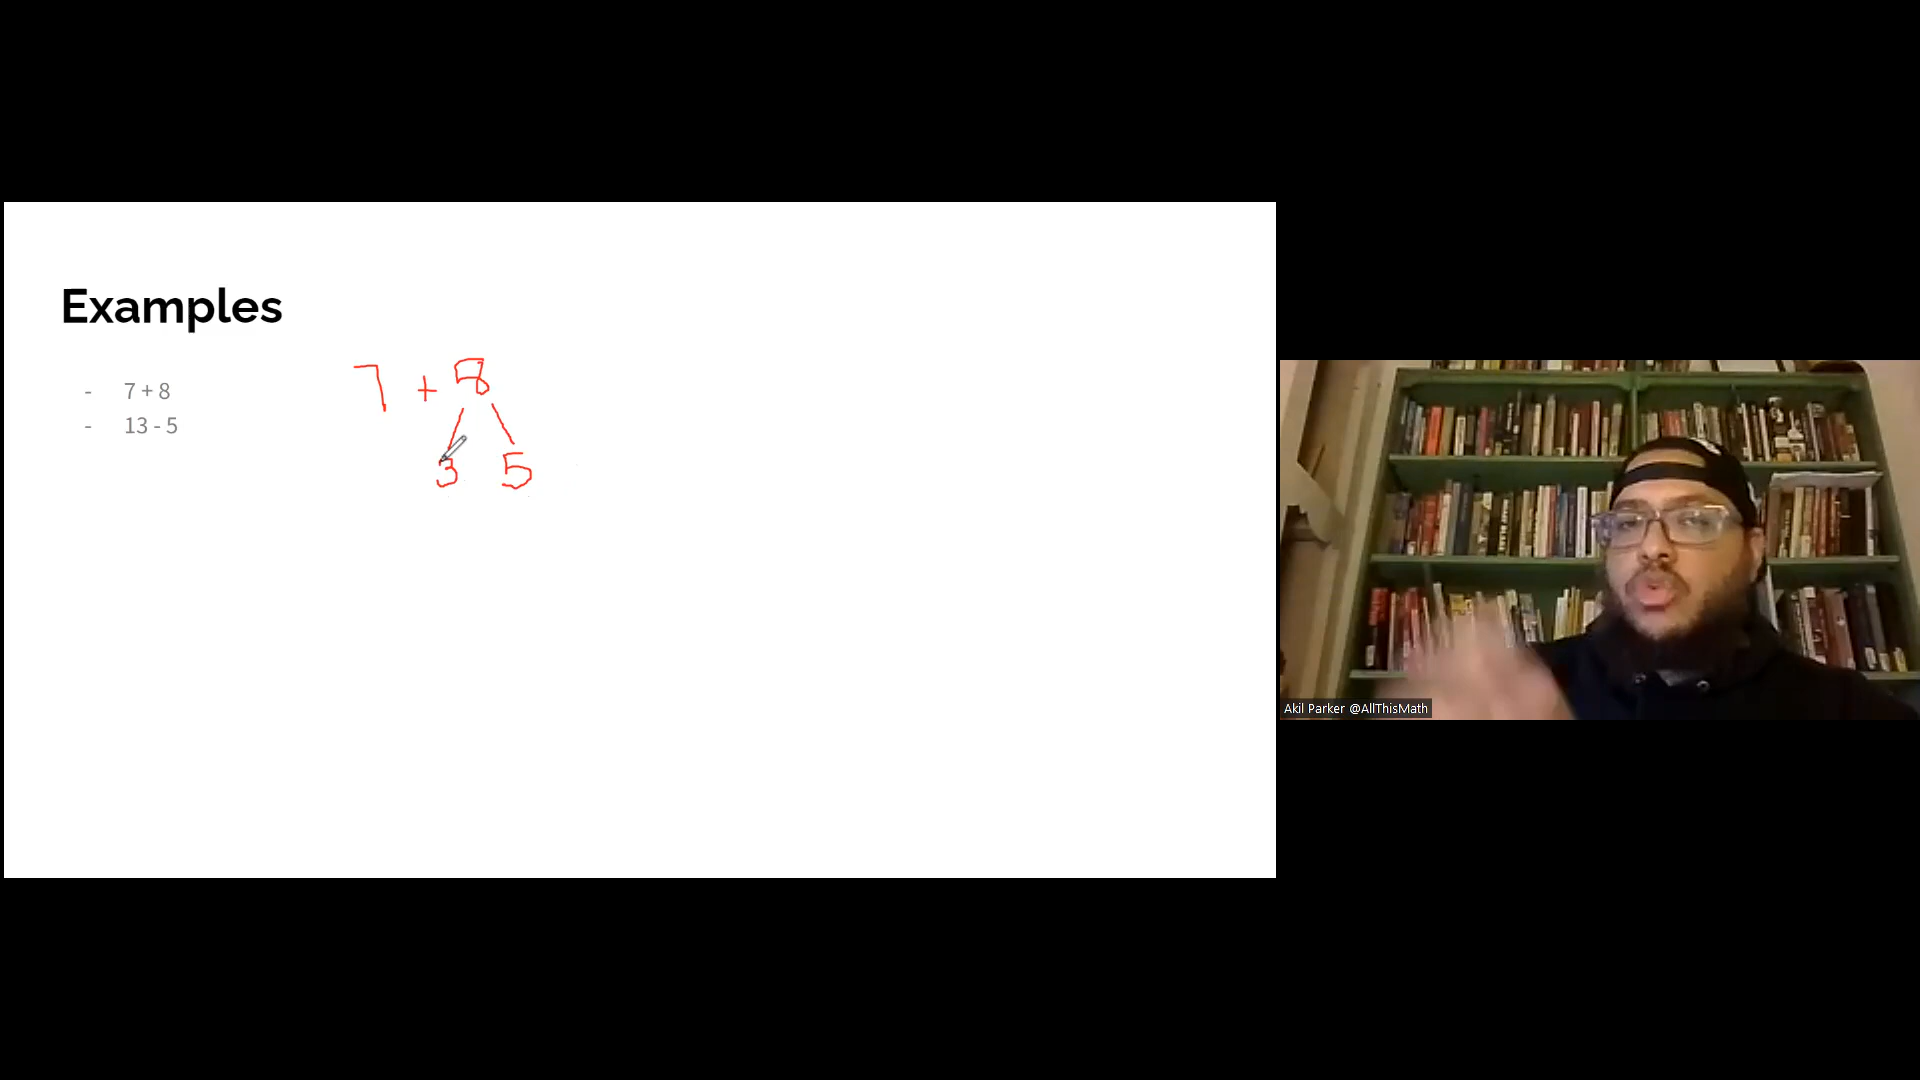 Examples
- 7 + 8
- 13 - 5
7 + 8
3 5
Akil Parker @AllThisMath